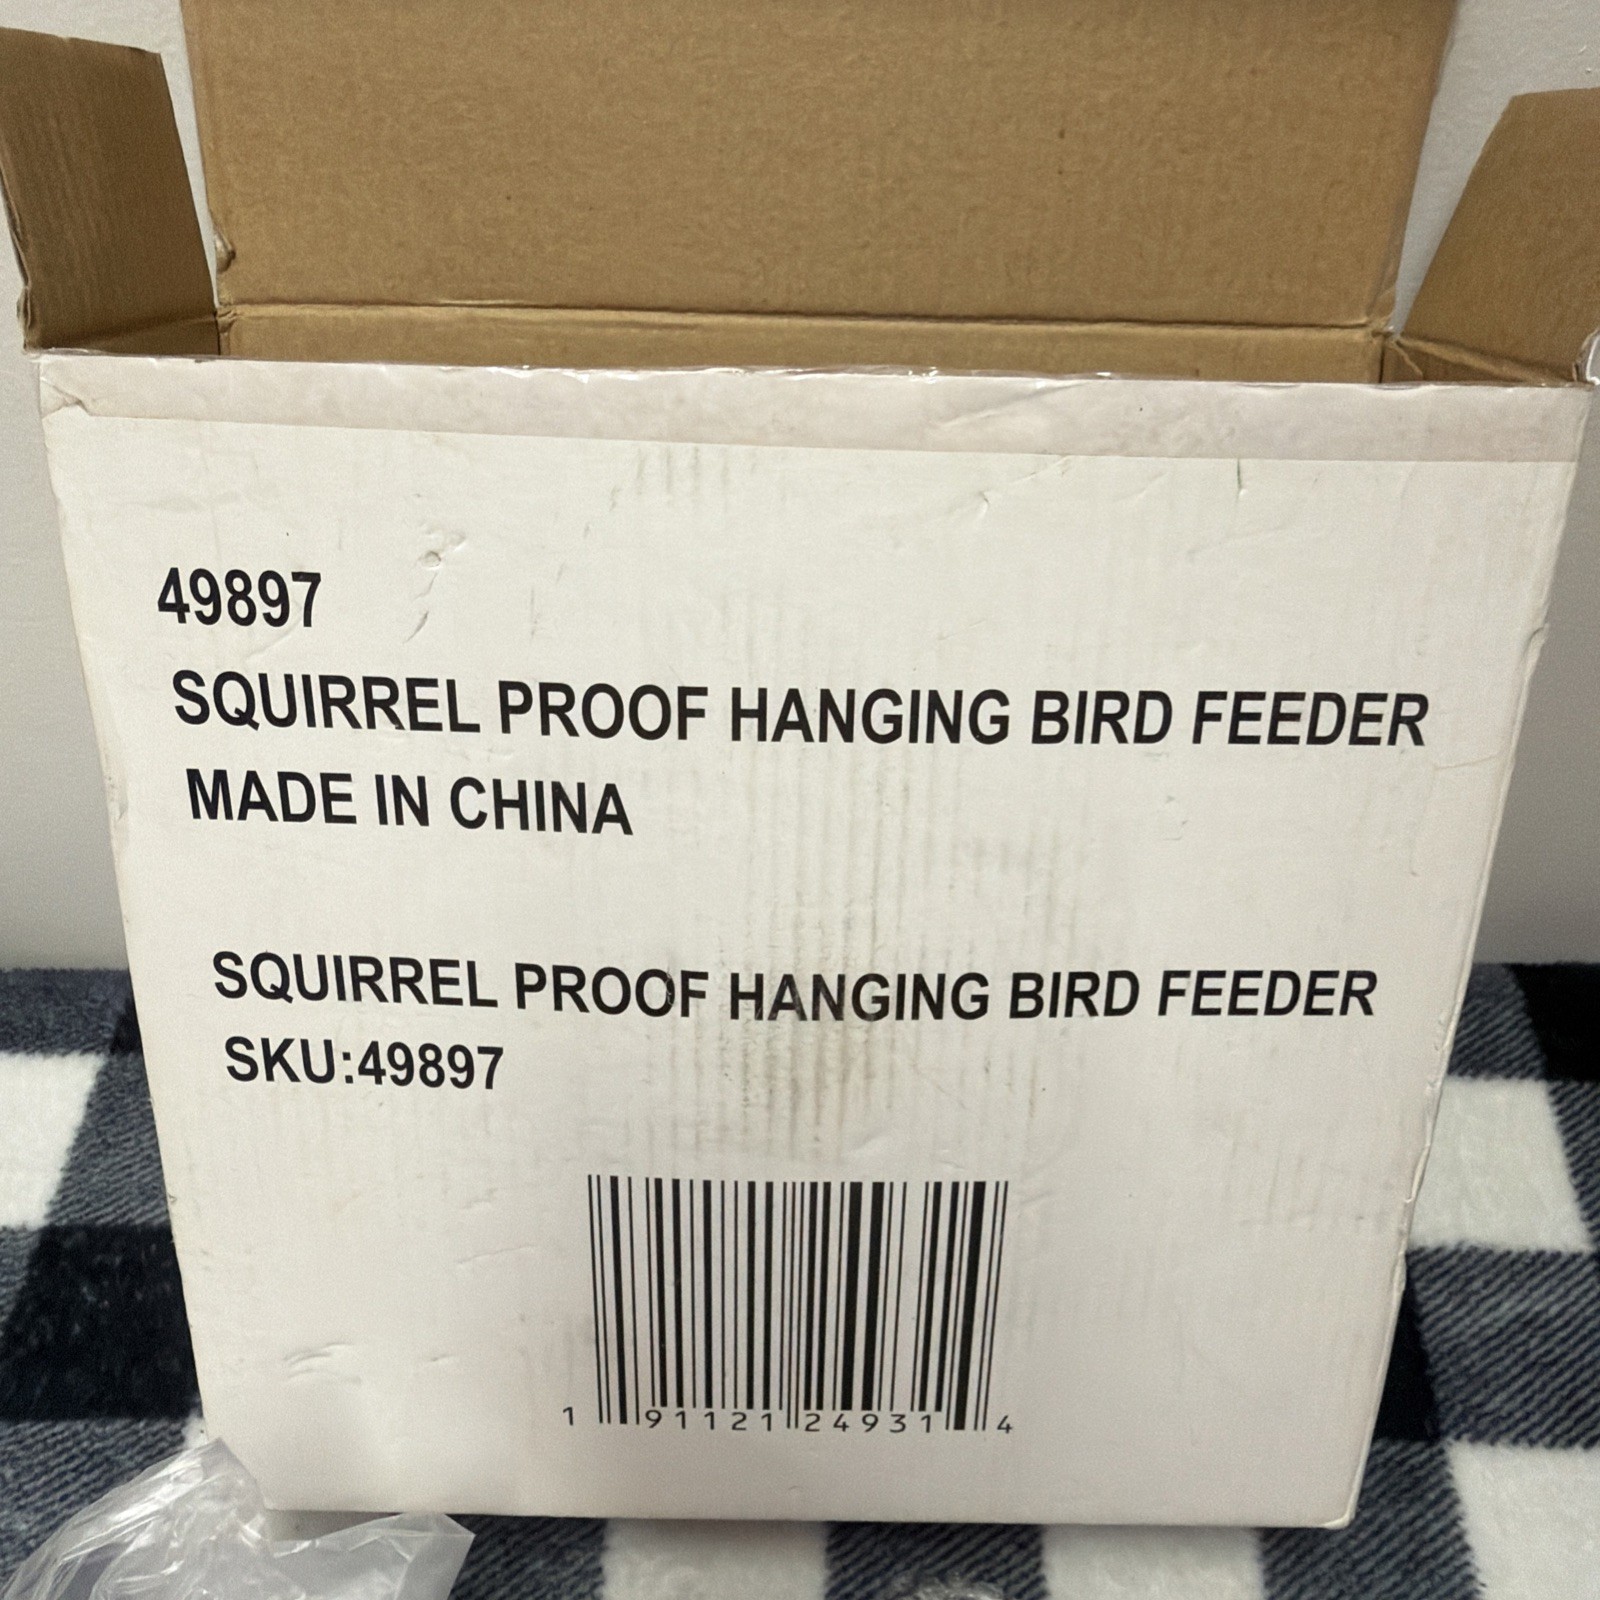 49897
SQUIRREL PROOF HANGING BIRD FEEDER
MADE IN CHINA
SQUIRREL PROOF HANGING BIRD FEEDER
SKU:49897
1 91121 24931 4